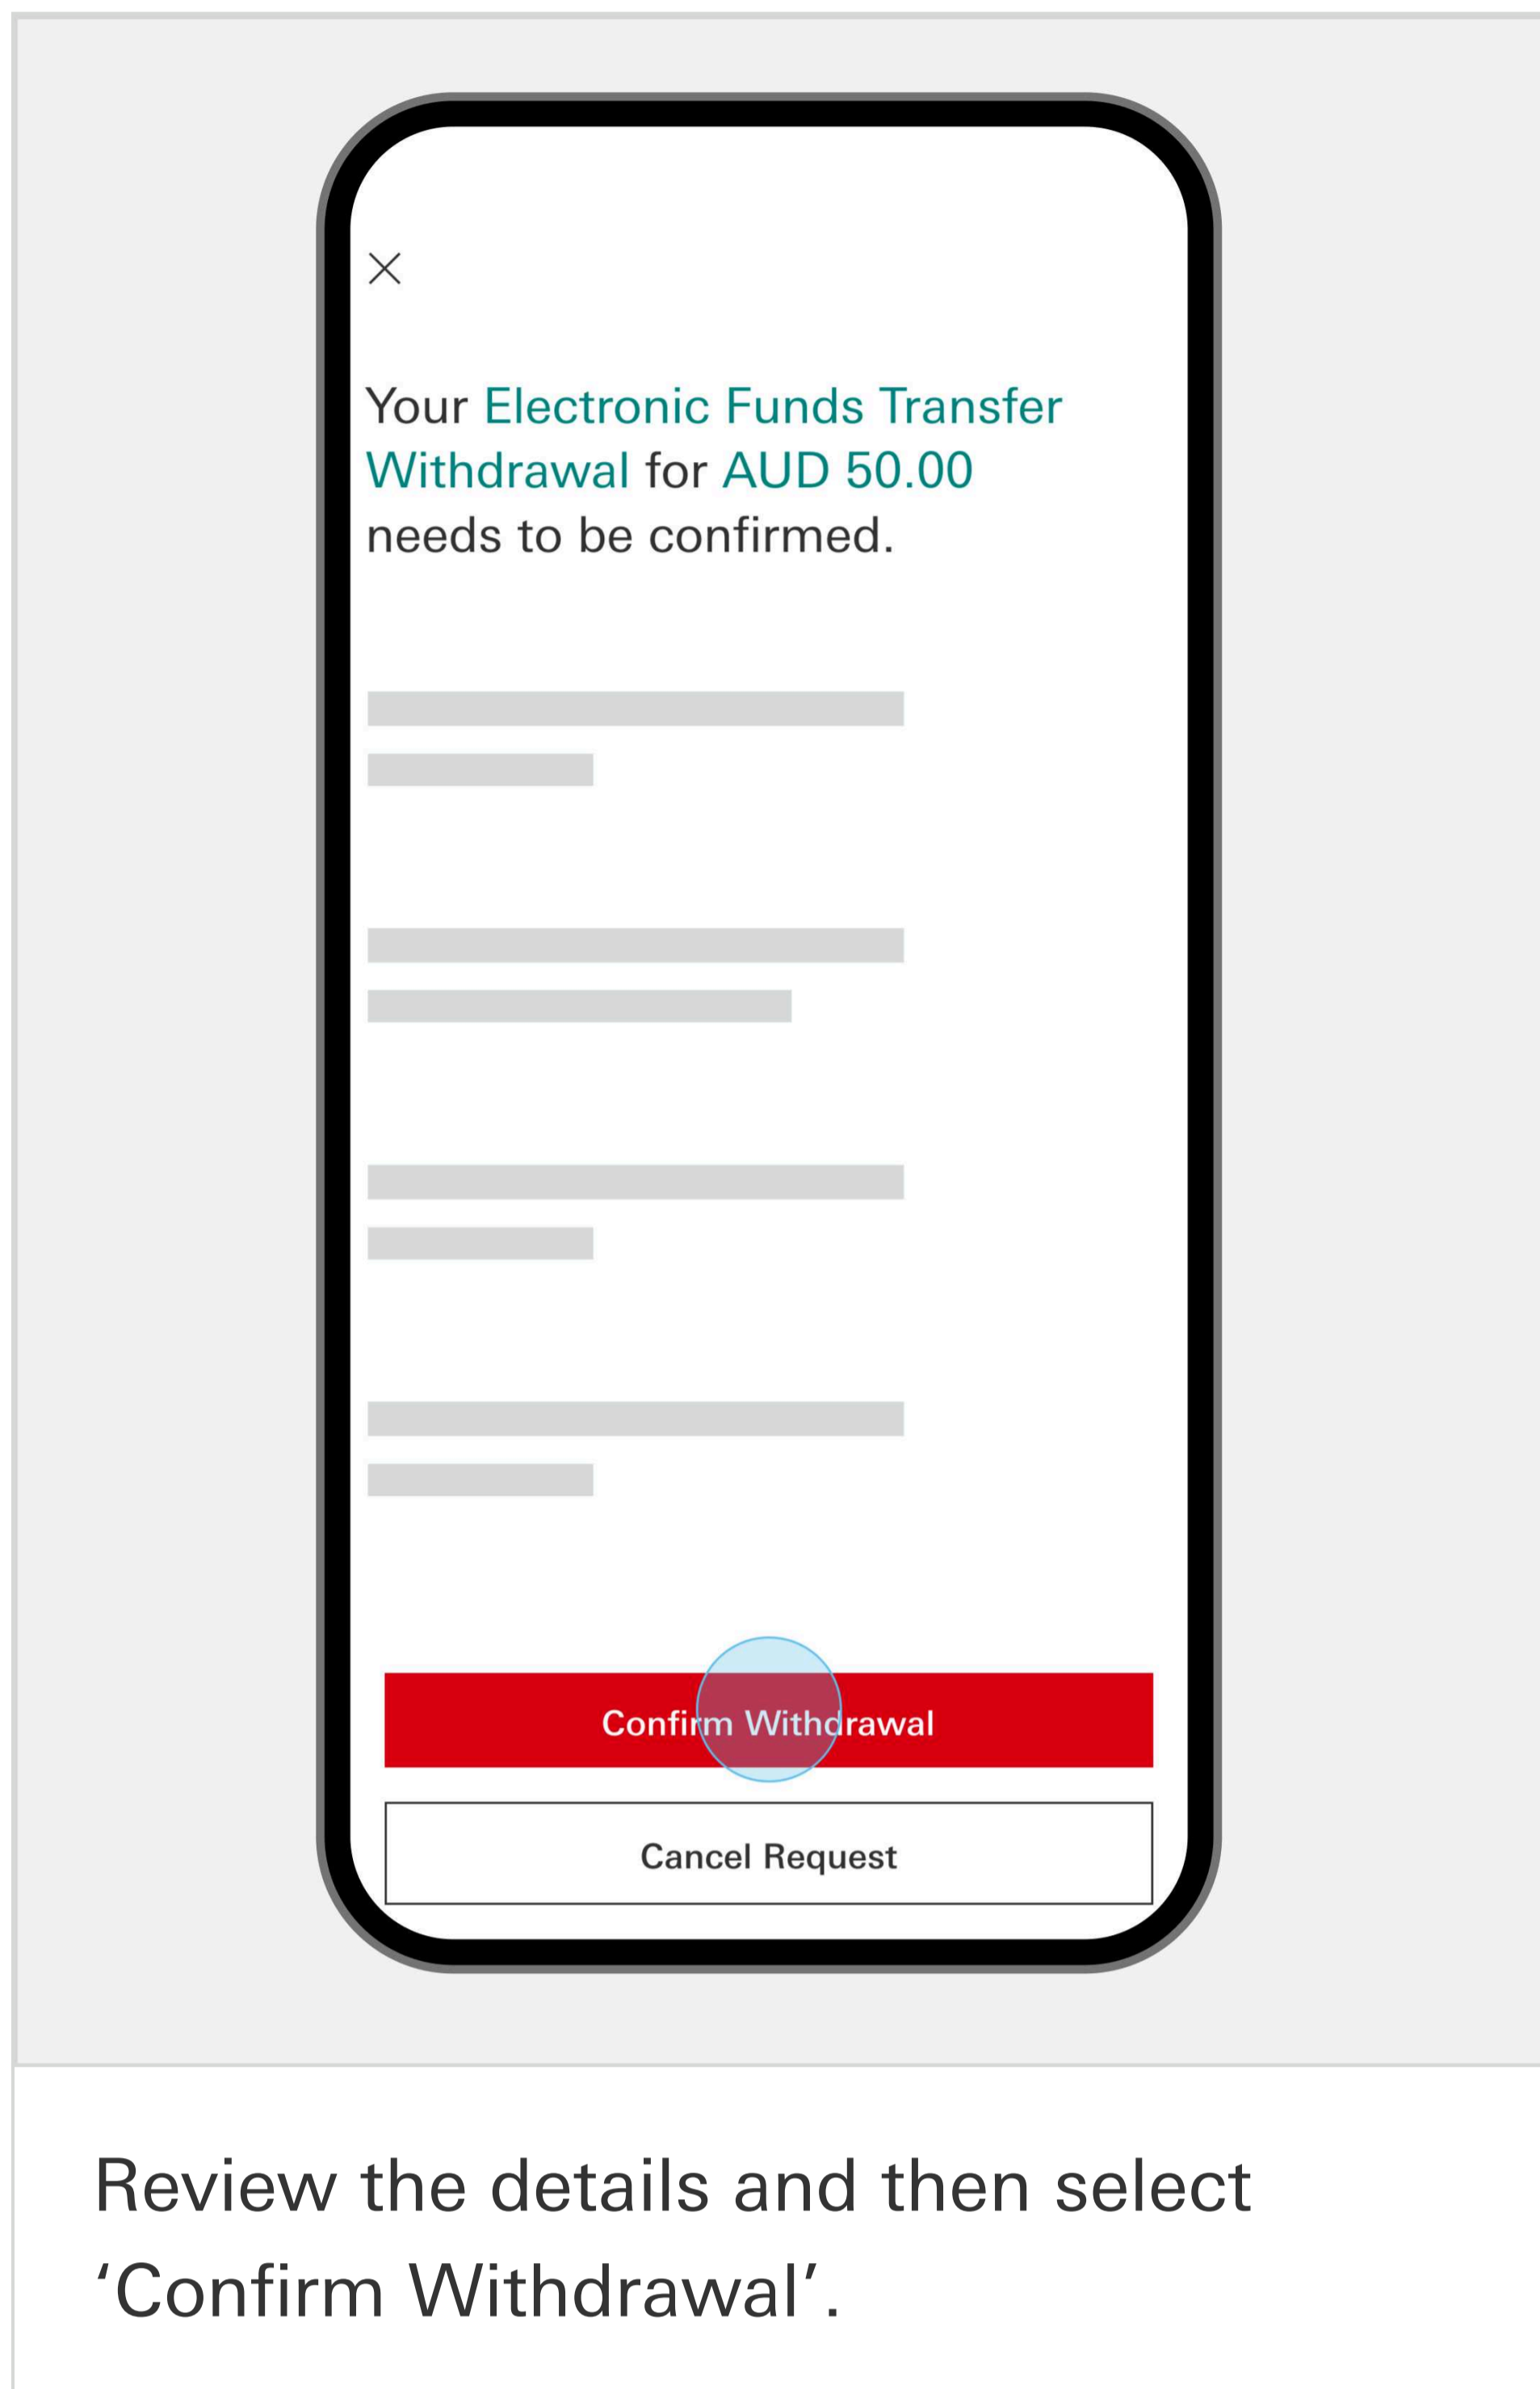 Your Electronic Funds Transfer
Withdrawal for AUD 50.00
needs to be confirmed.
Confirm Withdrawal
Cancel Request
Review the details and then select
‘Confirm Withdrawal’.